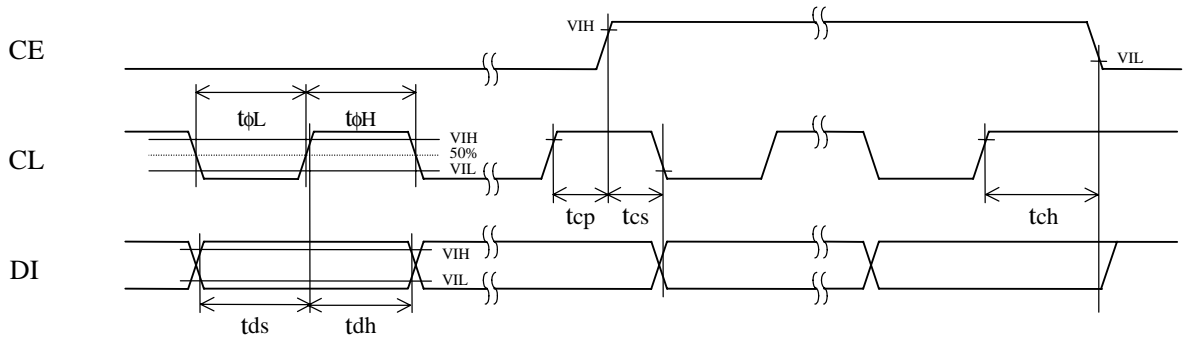 CE
VIH
VIL
tϕL
tϕH
CL
VIH
50%
VIL
tcp
tcs
tch
DI
VIH
VIL
tds
tdh